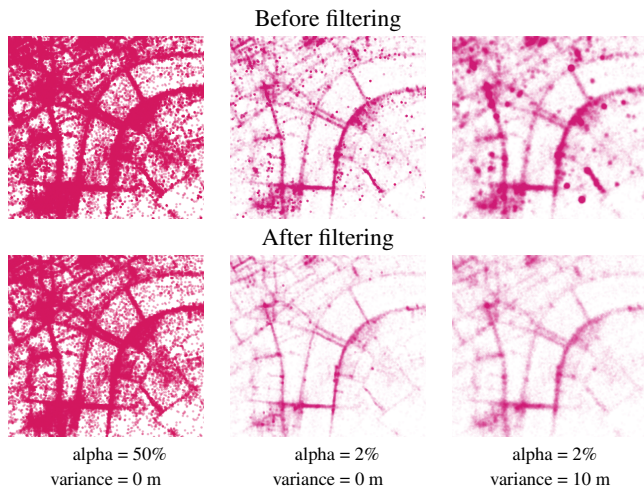 Before filtering
After filtering
alpha = 50%
alpha = 2%
alpha = 2%
variance = 0 m
variance = 0 m
variance = 10 m